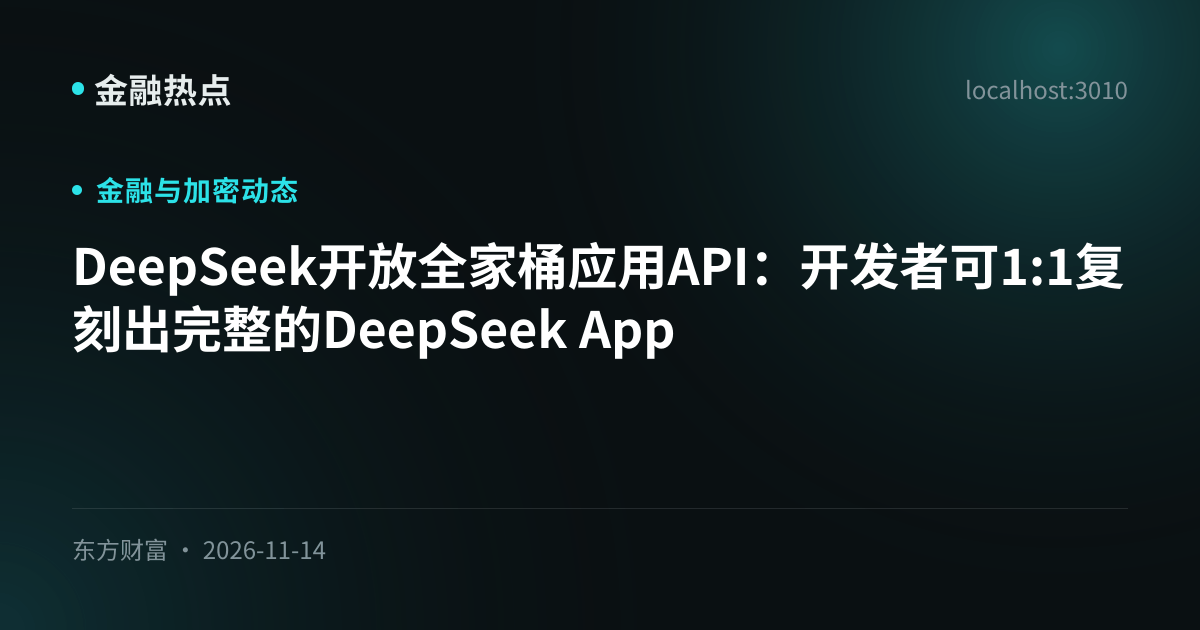 金融热点
localhost:3010
金融与加密动态
DeepSeek开放全家桶应用API：开发者可1:1复
刻出完整的DeepSeek App
东方财富 · 2026-11-14